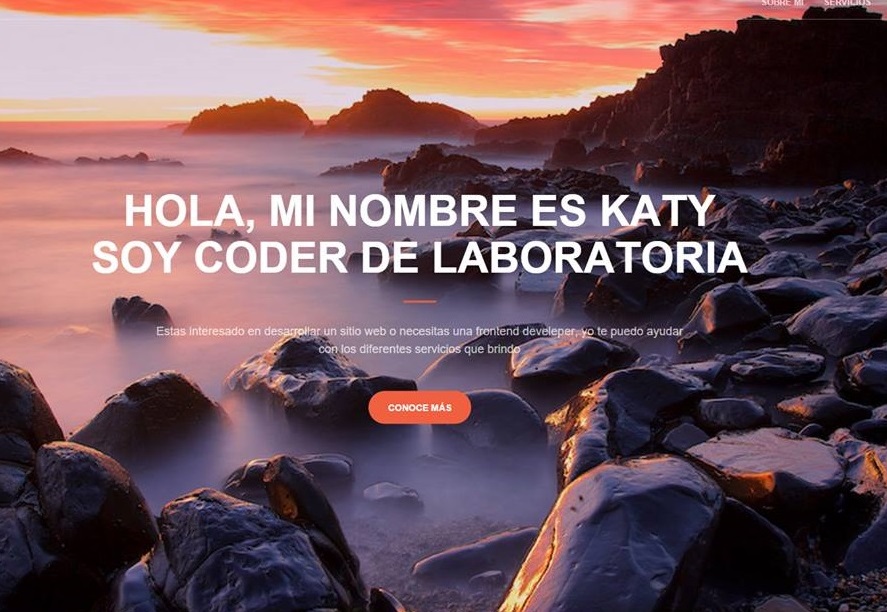 SOBRE MI SERVICIOS
HOLA, MI NOMBRE ES KATY
SOY CODER DE LABORATORIA
Estas interesado en desarrollar un sitio web o necesitas una frontend develeper, yo te puedo ayudar
con los diferentes servicios que brindo
CONOCE MÁS